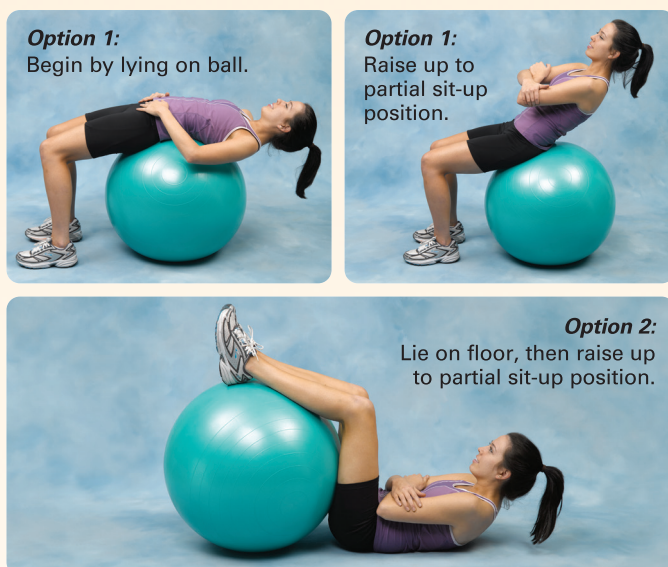 Option 1:
Begin by lying on ball.
Option 1:
Raise up to
partial sit-up
position.
Option 2:
Lie on floor, then raise up
to partial sit-up position.